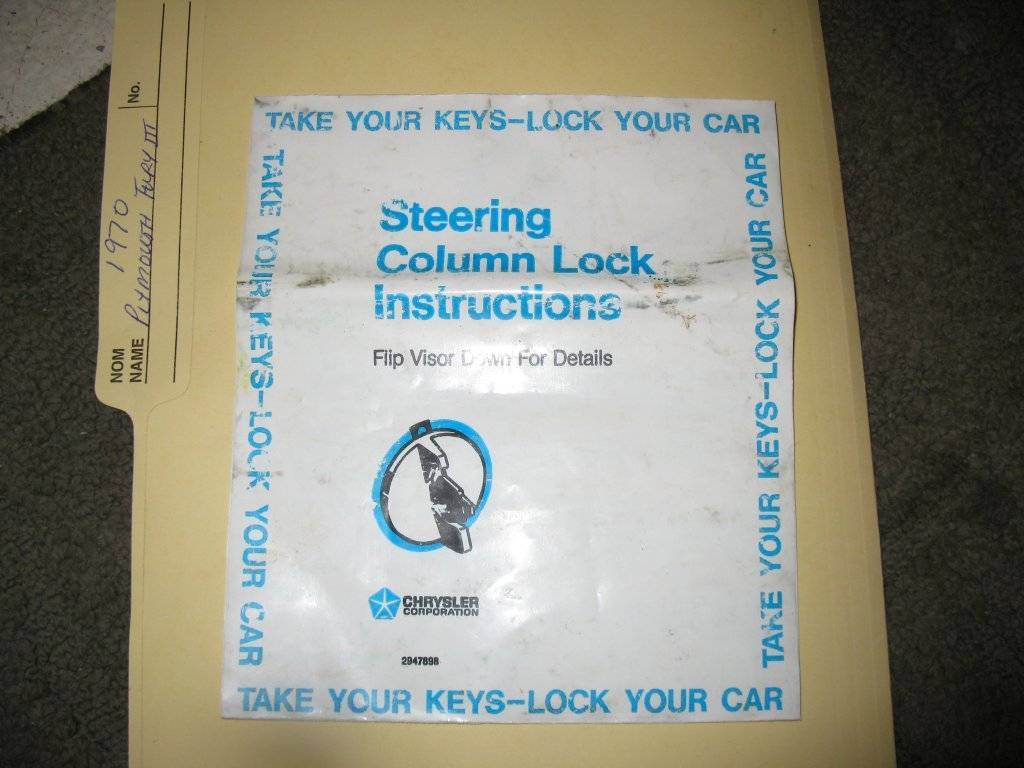 NOM
NAME 1970
PLYMOUTH FURY III
No.
TAKE YOUR KEYS–LOCK YOUR CAR
TAKE YOUR KEYS–LOCK YOUR CAR
TAKE YOUR KEYS–LOCK YOUR CAR
Steering
Column Lock
Instructions
Flip Visor Down For Details
CHRYSLER
CORPORATION
2947898
TAKE YOUR KEYS–LOCK YOUR CAR